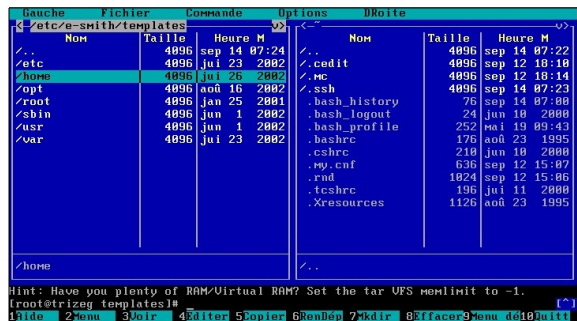 Gauche Fichier Commande Options DRoite
<-/etc/e-smith/templates v> <-~ v>
Nom Taille Heure M Nom Taille Heure M
/.. 4096 sep 14 07:24 /.. 4096 sep 14 07:22
/etc 4096 jui 23 2002 /.cedit 4096 sep 12 18:10
/home 4096 jui 26 2002 /.mc 4096 sep 12 18:14
/opt 4096 aoû 16 2002 /.ssh 4096 sep 14 07:23
/root 4096 jan 25 2001 .bash_history 76 sep 14 07:00
/sbin 4096 jun 1 2002 .bash_logout 24 jun 10 2000
/usr 4096 jun 1 2002 .bash_profile 252 mai 19 09:43
/var 4096 jui 23 2002 .bashrc 176 aoû 23 1995
.cshrc 210 jun 10 2000
.my.cnf 636 sep 12 15:07
.rnd 1024 sep 12 15:06
.tcshrc 196 jui 11 2000
.Xresources 1126 aoû 23 1995
/home /..
Hint: Have you plenty of RAM/Virtual RAM? Set the tar VFS memlimit to -1.
[root@trizeg templates]# [^]
1Aide 2Menu 3Voir 4Editer 5Copier 6RenDép 7Mkdir 8Effacer 9Menu dé 10Quitt